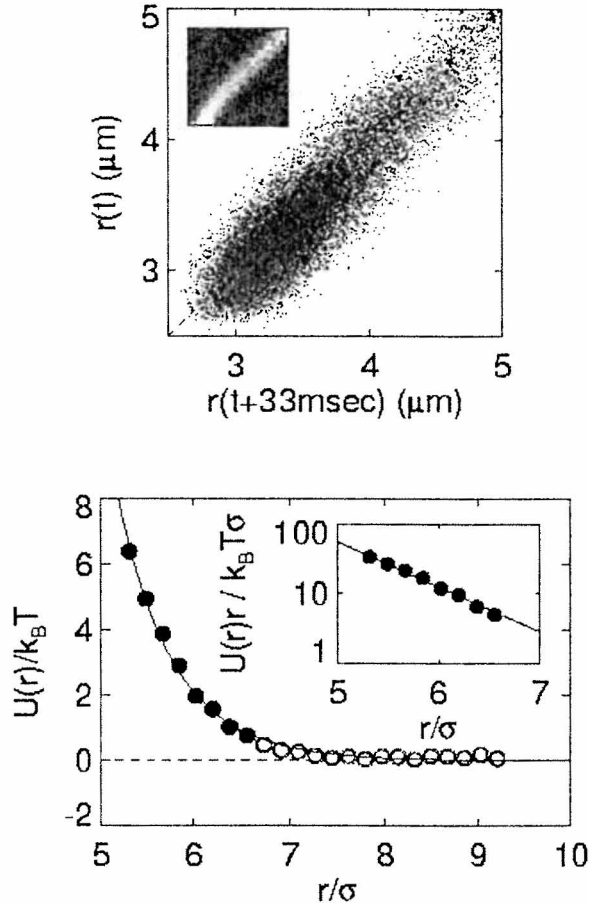 5
4
3
r(t) (μm)
3 4 5
r(t+33msec) (μm)
8
6
4
2
0
-2
U(r)/k_BT
100
10
1
U(r)r / k_BTσ
5 6 7
r/σ
5 6 7 8 9 10
r/σ